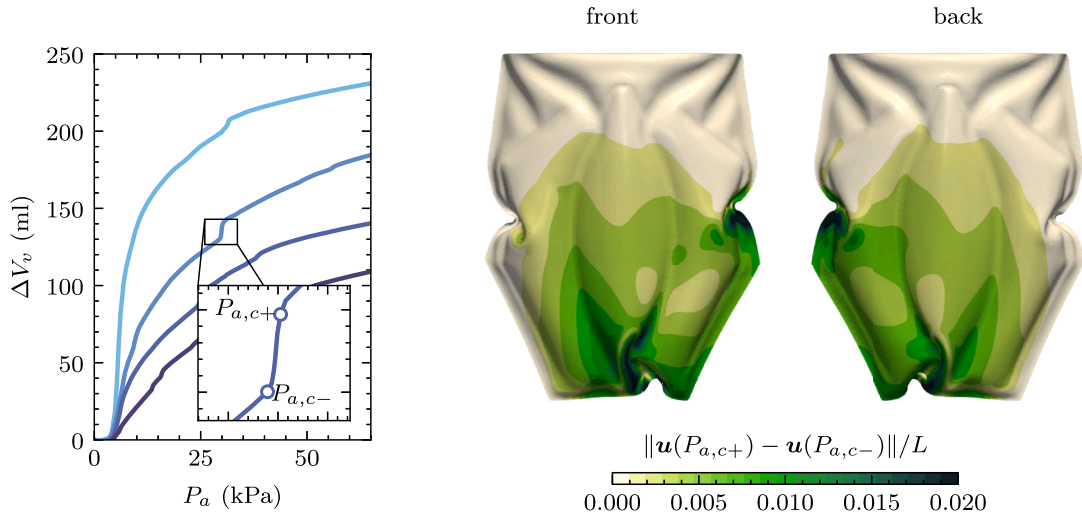 front
back
250
200
150
100
50
0
ΔV_v (ml)
0
25
50
P_a (kPa)
P_{a,c+}
P_{a,c−}
‖u(P_{a,c+}) − u(P_{a,c−})‖/L
0.000
0.005
0.010
0.015
0.020